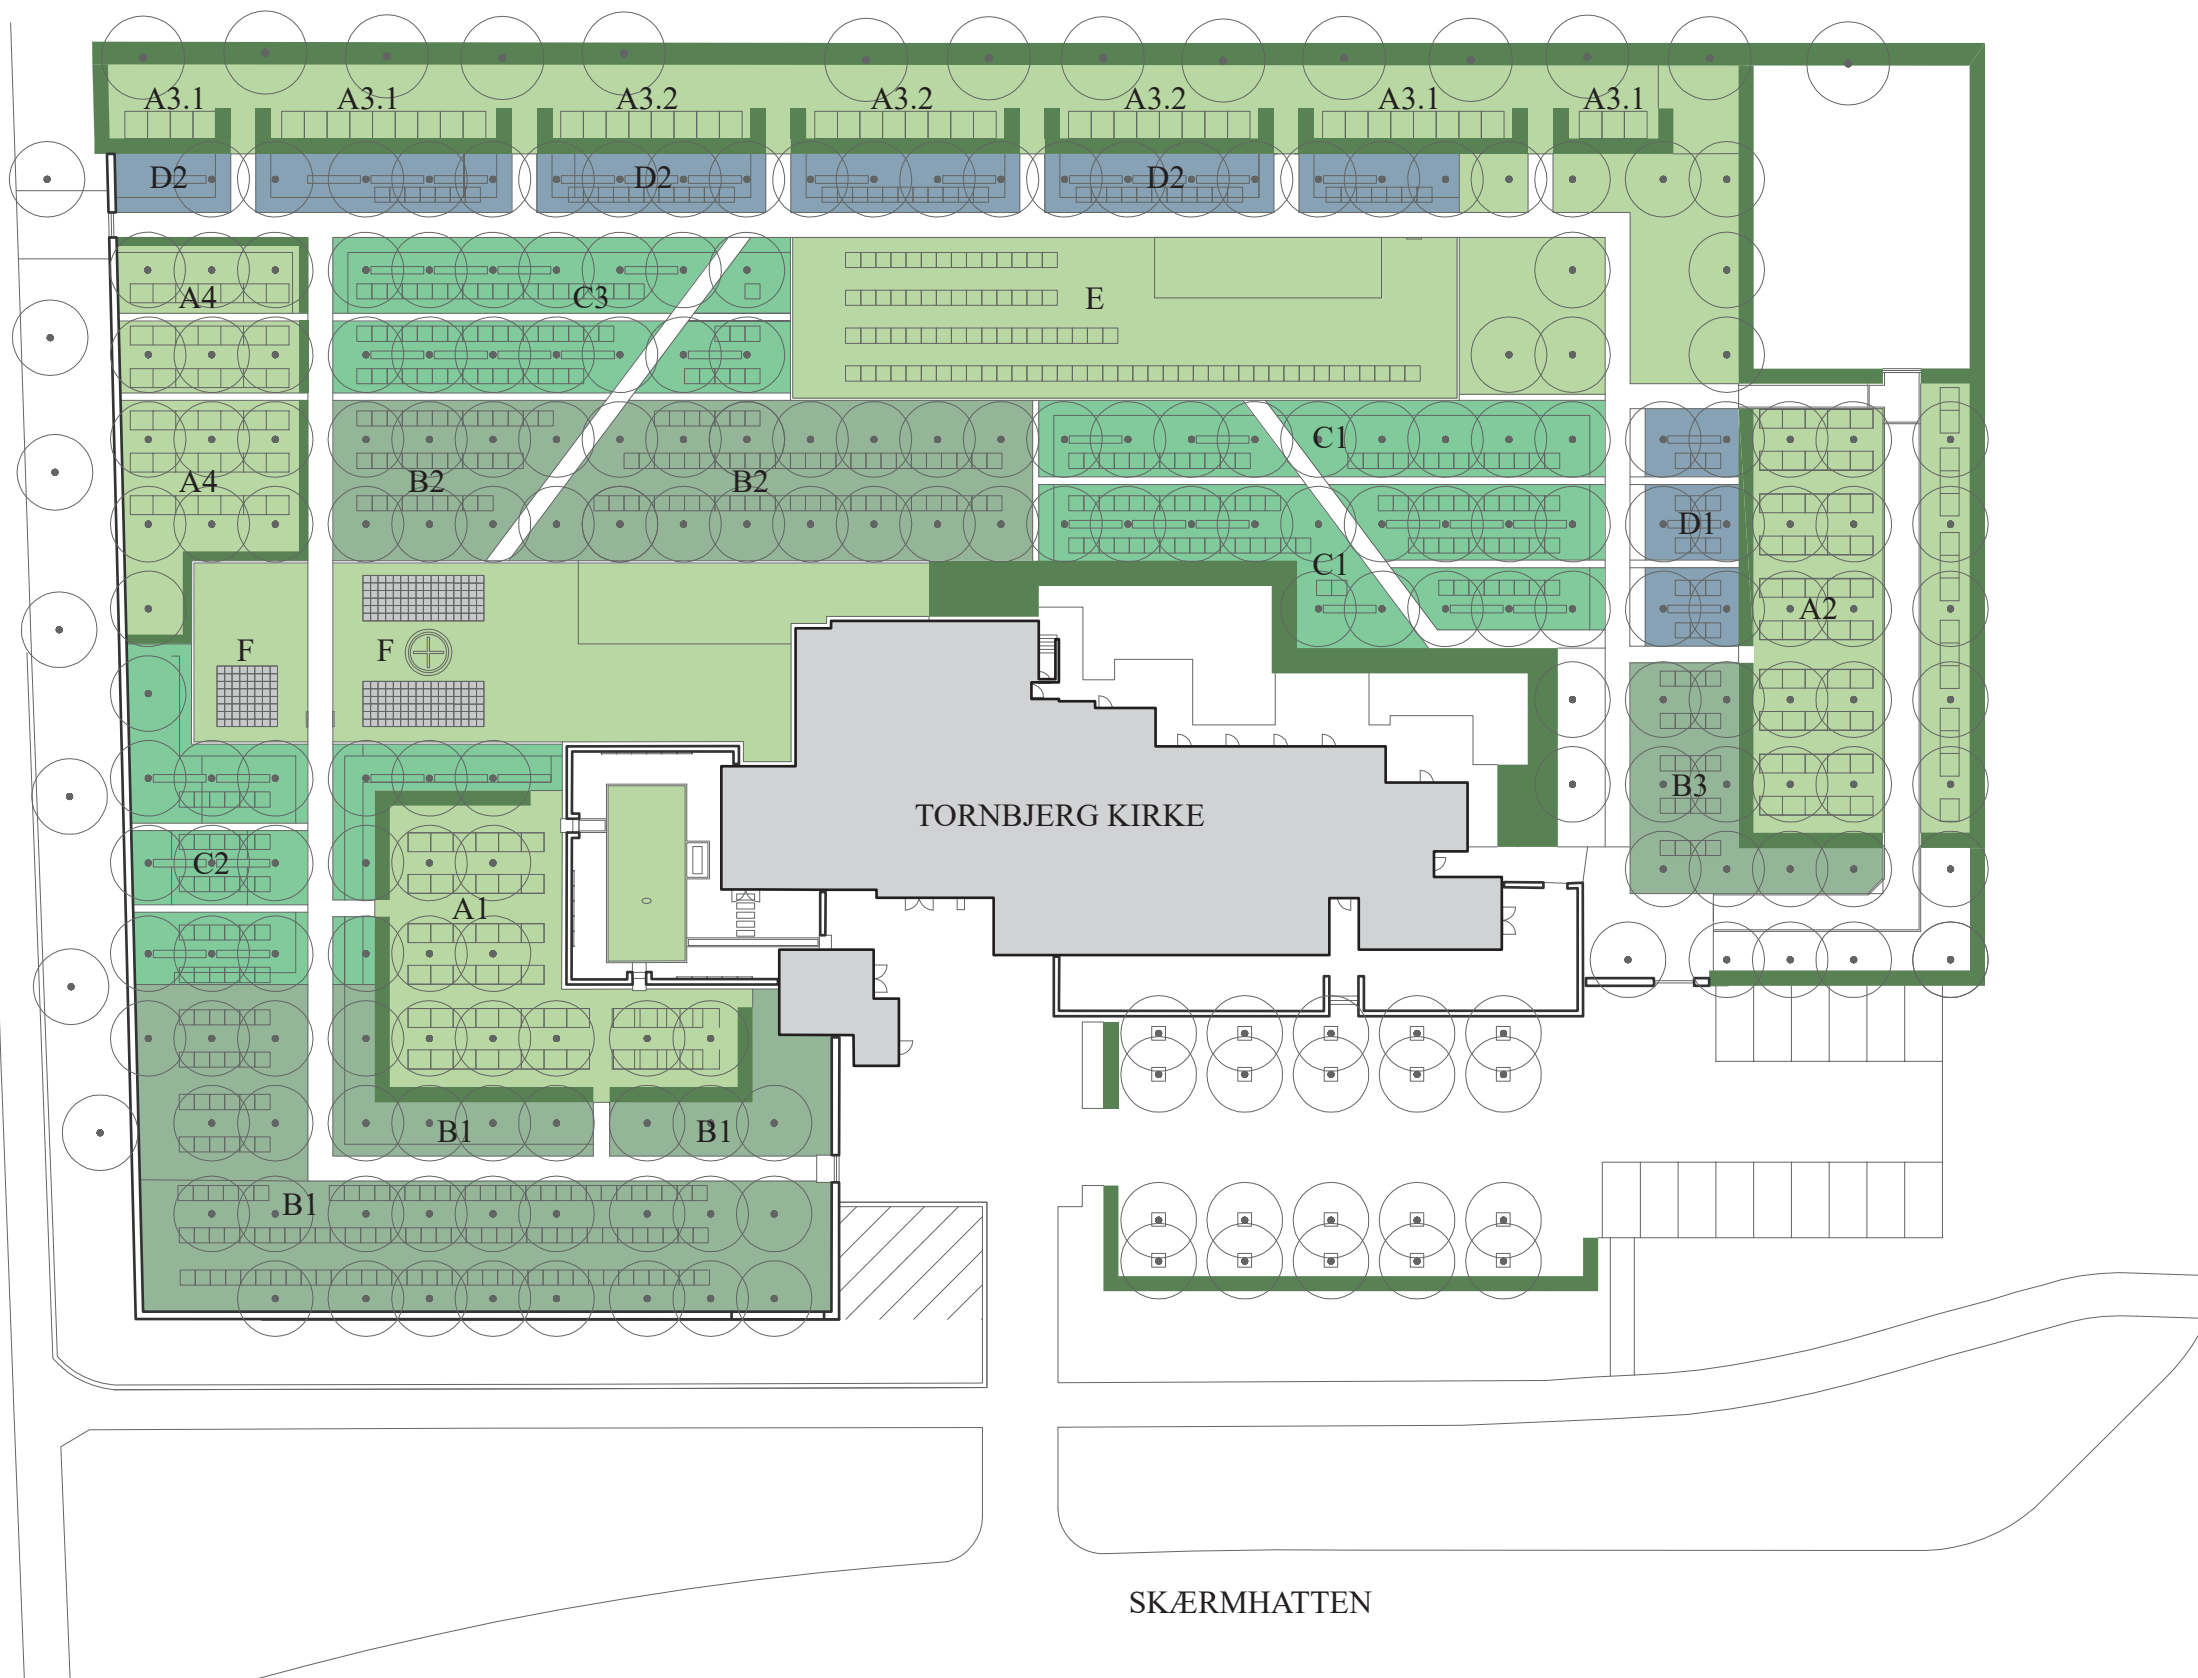 A3.1
A3.1
A3.2
A3.2
A3.2
A3.1
A3.1
D2
D2
D2
A4
C3
E
C1
A4
B2
B2
D1
C1
A2
F
F
B3
TORNBJERG KIRKE
C2
A1
B1
B1
B1
SKÆRMHATTEN